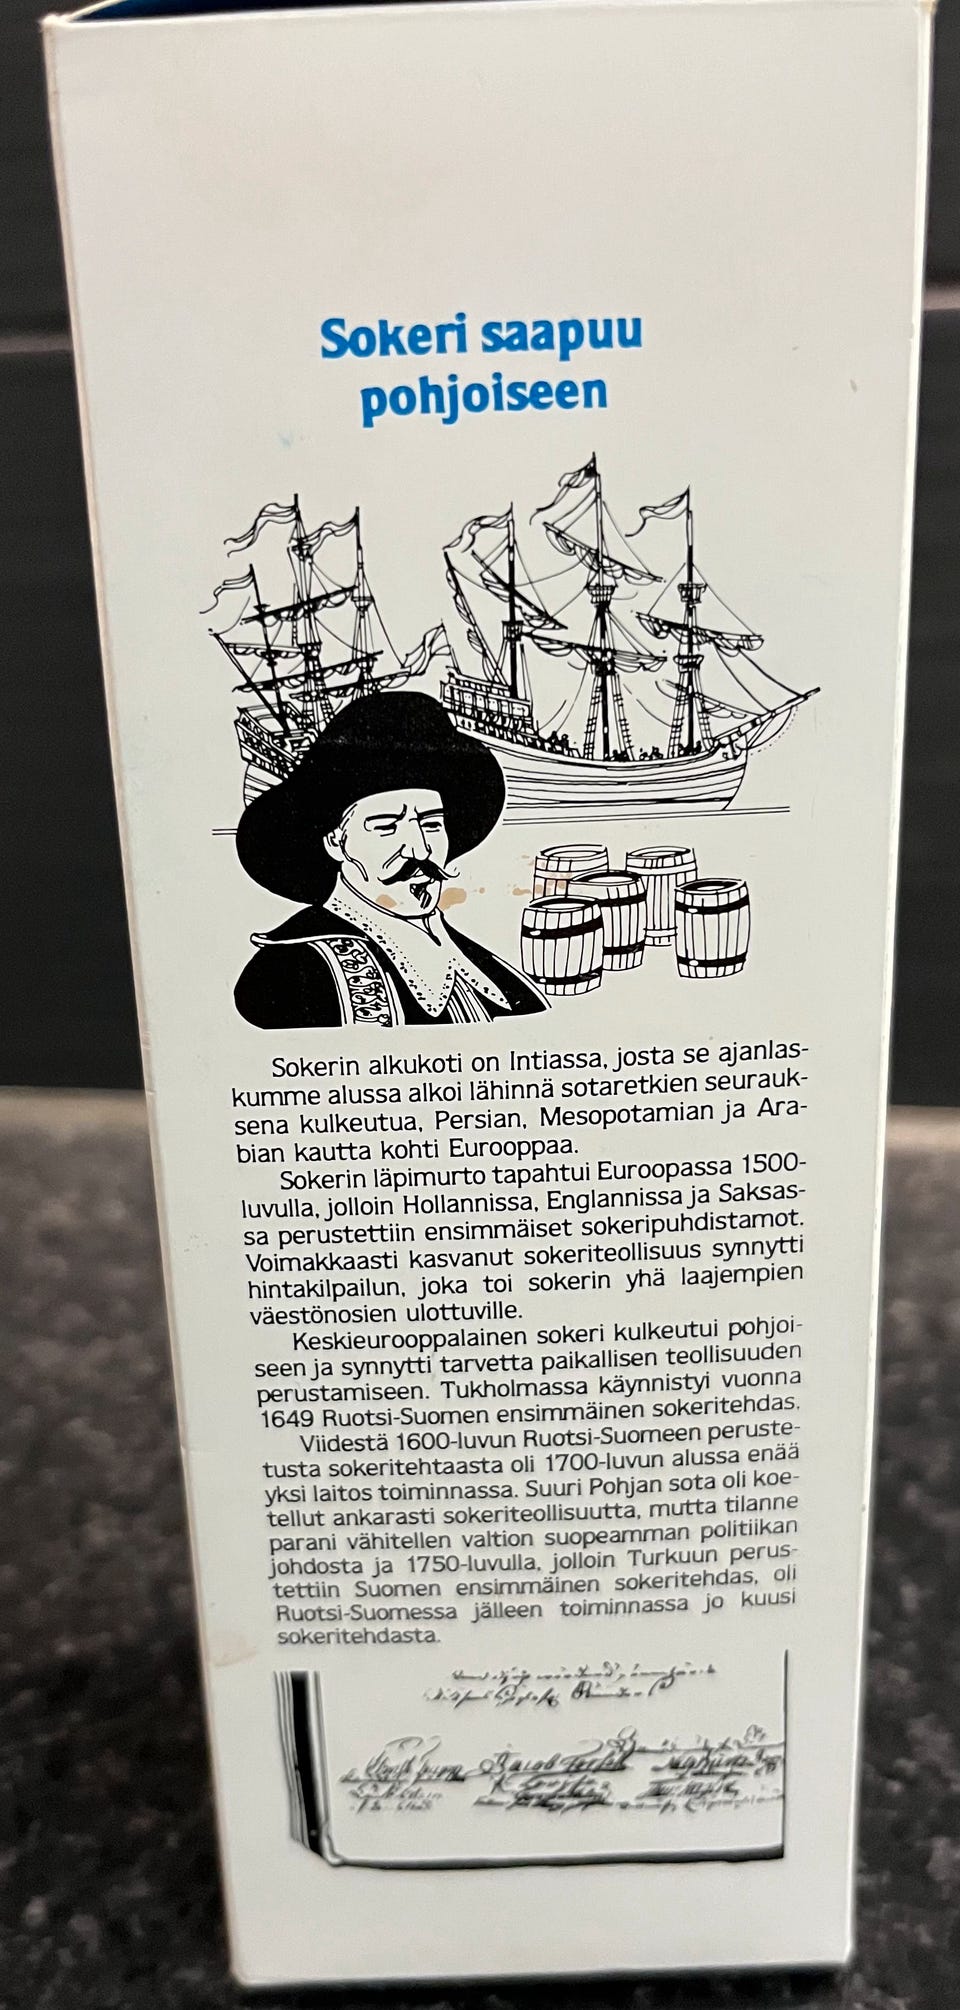 Sokeri saapuu
pohjoiseen
Sokerin alkukoti on Intiassa, josta se ajanlas-
kumme alussa alkoi lähinnä sotaretkien seurauk-
sena kulkeutua, Persian, Mesopotamian ja Ara-
bian kautta kohti Eurooppaa.
Sokerin läpimurto tapahtui Euroopassa 1500-
luvulla, jolloin Hollannissa, Englannissa ja Saksas-
sa perustettiin ensimmäiset sokeripuhdistamot.
Voimakkaasti kasvanut sokeriteollisuus synnytti
hintakilpailun, joka toi sokerin yhä laajempien
väestönosien ulottuville.
Keskieurooppalainen sokeri kulkeutui pohjoi-
seen ja synnytti tarvetta paikallisen teollisuuden
perustamiseen. Tukholmassa käynnistyi vuonna
1649 Ruotsi-Suomen ensimmäinen sokeritehdas.
Viidestä 1600-luvun Ruotsi-Suomeen peruste-
tusta sokeritehtaasta oli 1700-luvun alussa enää
yksi laitos toiminnassa. Suuri Pohjan sota oli koe-
tellut ankarasti sokeriteollisuutta, mutta tilanne
parani vähitellen valtion suopeamman politiikan
johdosta ja 1750-luvulla, jolloin Turkuun perus-
tettiin Suomen ensimmäinen sokeritehdas, oli
Ruotsi-Suomessa jälleen toiminnassa jo kuusi
sokeritehdasta.